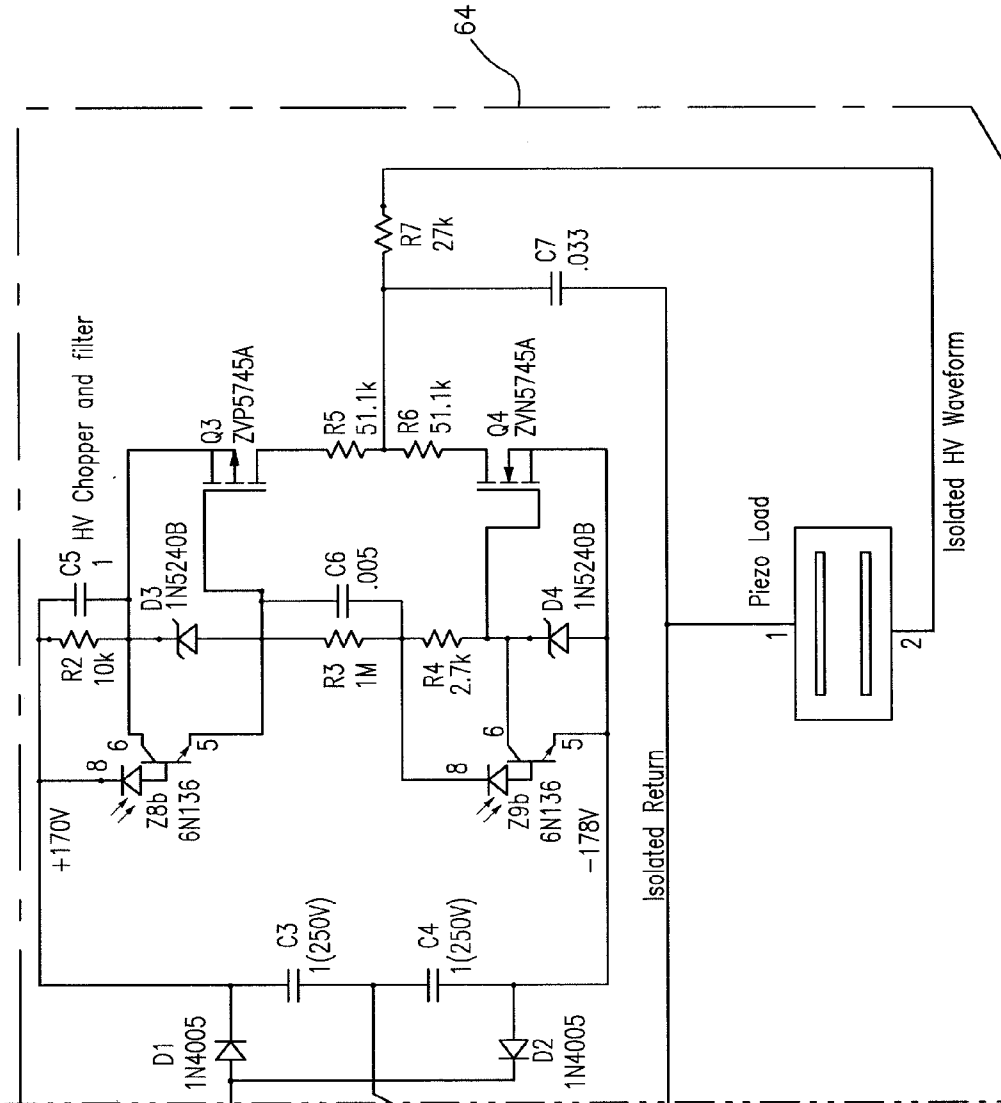 64
HV Chopper and filter
C5
1
R2
10k
D3
1N5240B
Q3
ZVP5745A
R5
51.1k
R6
51.1k
Q4
ZVN5745A
R7
27k
C7
.033
+170V
8
6
5
Z8b
6N136
C6
.005
R3
1M
R4
2.7k
8
6
5
Z9b
6N136
D4
1N5240B
-178V
C3
1(250V)
C4
1(250V)
D1
1N4005
D2
1N4005
Isolated Return
Piezo Load
1
2
Isolated HV Waveform